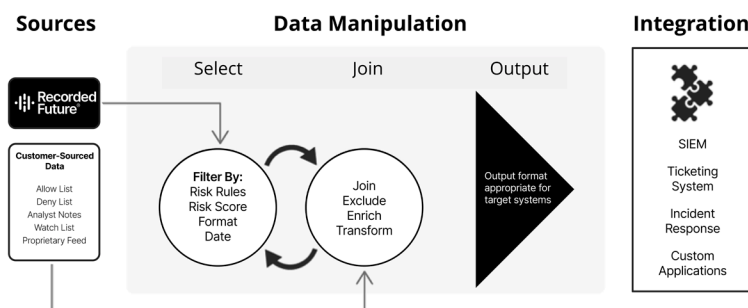 Sources
Data Manipulation
Integration
Select
Join
Output
Recorded
Future®
Customer-Sourced
Data
Allow List
Deny List
Analyst Notes
Watch List
Proprietary Feed
Filter By:
Risk Rules
Risk Score
Format
Date
Join
Exclude
Enrich
Transform
Output format
appropriate for
target systems
SIEM
Ticketing
System
Incident
Response
Custom
Applications